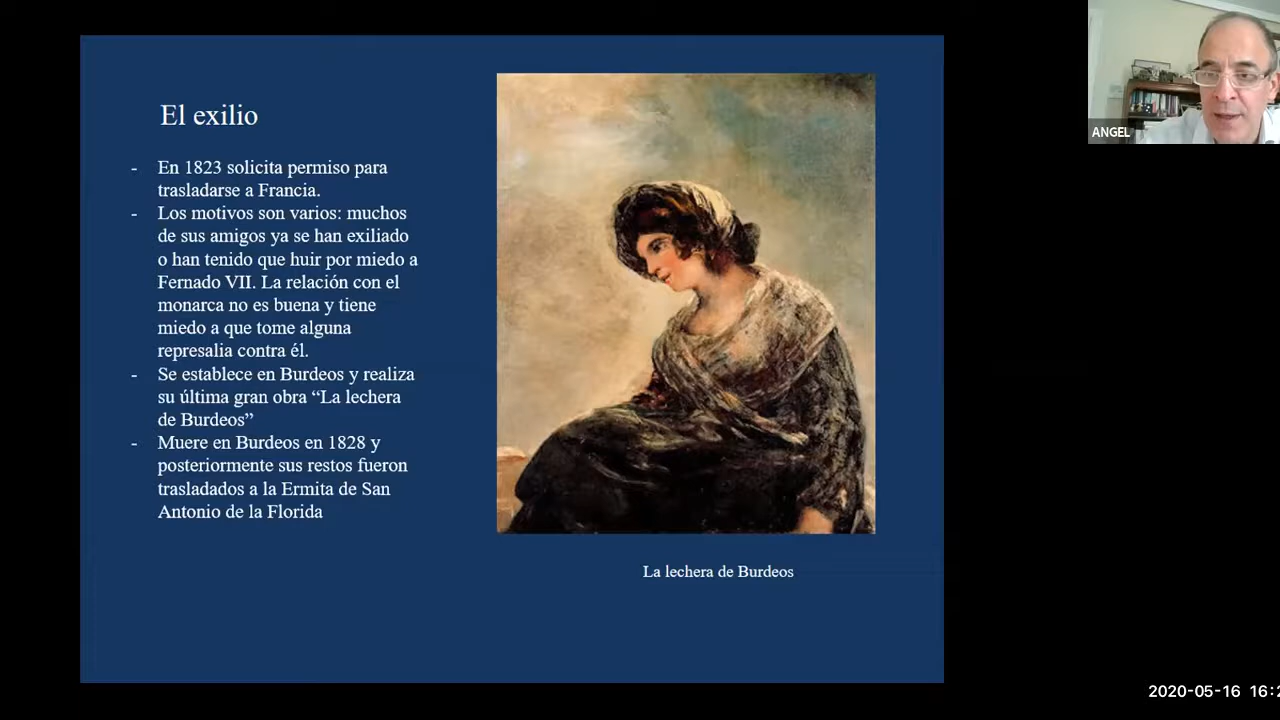 El exilio
- En 1823 solicita permiso para
trasladarse a Francia.
- Los motivos son varios: muchos
de sus amigos ya se han exiliado
o han tenido que huir por miedo a
Fernado VII. La relación con el
monarca no es buena y tiene
miedo a que tome alguna
represalia contra él.
- Se establece en Burdeos y realiza
su última gran obra “La lechera
de Burdeos”
- Muere en Burdeos en 1828 y
posteriormente sus restos fueron
trasladados a la Ermita de San
Antonio de la Florida
La lechera de Burdeos
ANGEL
2020-05-16 16:2